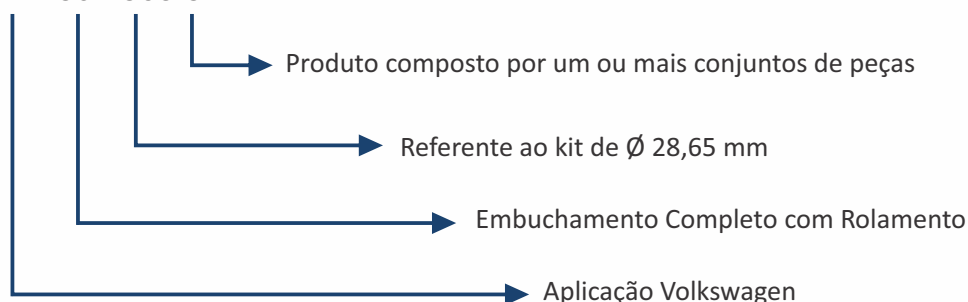 Produto composto por um ou mais conjuntos de peças
Referente ao kit de Ø 28,65 mm
Embuchamento Completo com Rolamento
Aplicação Volkswagen